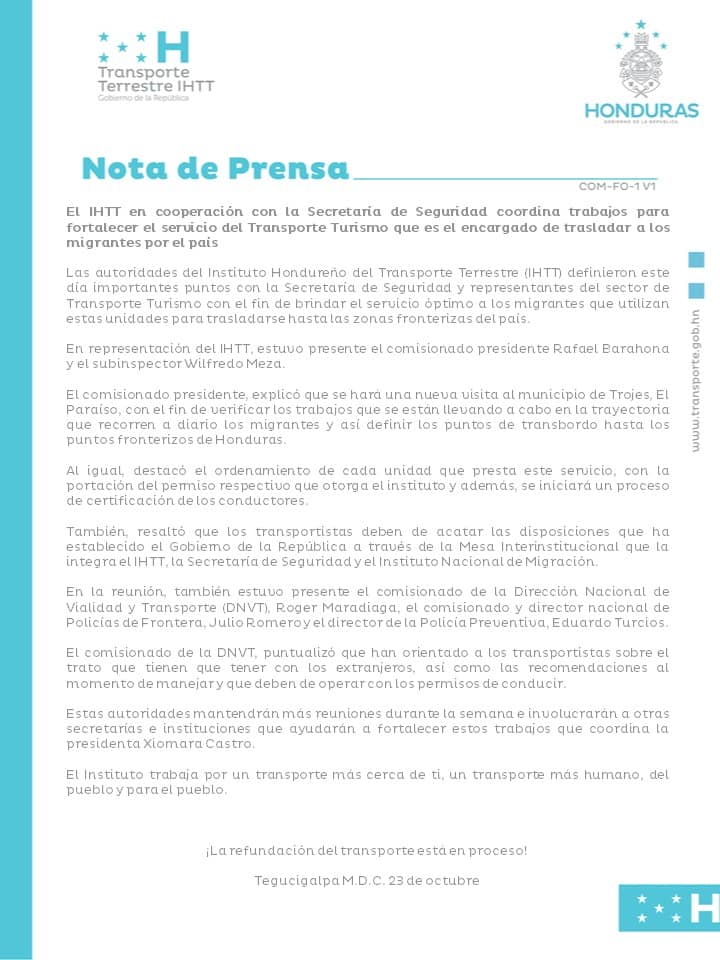 H
Transporte
Terrestre IHTT
Gobierno de la República
HONDURAS
GOBIERNO DE LA REPÚBLICA
Nota de Prensa
COM-FO-1 V1
El IHTT en cooperación con la Secretaría de Seguridad coordina trabajos para
fortalecer el servicio del Transporte Turismo que es el encargado de trasladar a los
migrantes por el país
Las autoridades del Instituto Hondureño del Transporte Terrestre (IHTT) definieron este
día importantes puntos con la Secretaría de Seguridad y representantes del sector de
Transporte Turismo con el fin de brindar el servicio óptimo a los migrantes que utilizan
estas unidades para trasladarse hasta las zonas fronterizas del país.
En representación del IHTT, estuvo presente el comisionado presidente Rafael Barahona
y el subinspector Wilfredo Meza.
El comisionado presidente, explicó que se hará una nueva visita al municipio de Trojes, El
Paraíso, con el fin de verificar los trabajos que se están llevando a cabo en la trayectoria
que recorren a diario los migrantes y así definir los puntos de transbordo hasta los
puntos fronterizos de Honduras.
Al igual, destacó el ordenamiento de cada unidad que presta este servicio, con la
portación del permiso respectivo que otorga el instituto y además, se iniciará un proceso
de certificación de los conductores.
También, resaltó que los transportistas deben de acatar las disposiciones que ha
establecido el Gobierno de la República a través de la Mesa Interinstitucional que la
integra el IHTT, la Secretaría de Seguridad y el Instituto Nacional de Migración.
En la reunión, también estuvo presente el comisionado de la Dirección Nacional de
Vialidad y Transporte (DNVT), Roger Maradiaga, el comisionado y director nacional de
Policías de Frontera, Julio Romero y el director de la Policía Preventiva, Eduardo Turcios.
El comisionado de la DNVT, puntualizó que han orientado a los transportistas sobre el
trato que tienen que tener con los extranjeros, así como las recomendaciones al
momento de manejar y que deben de operar con los permisos de conducir.
Estas autoridades mantendrán más reuniones durante la semana e involucrarán a otras
secretarías e instituciones que ayudarán a fortalecer estos trabajos que coordina la
presidenta Xiomara Castro.
El Instituto trabaja por un transporte más cerca de ti, un transporte más humano, del
pueblo y para el pueblo.
¡La refundación del transporte está en proceso!
Tegucigalpa M.D.C. 23 de octubre
www.transporte.gob.hn
H